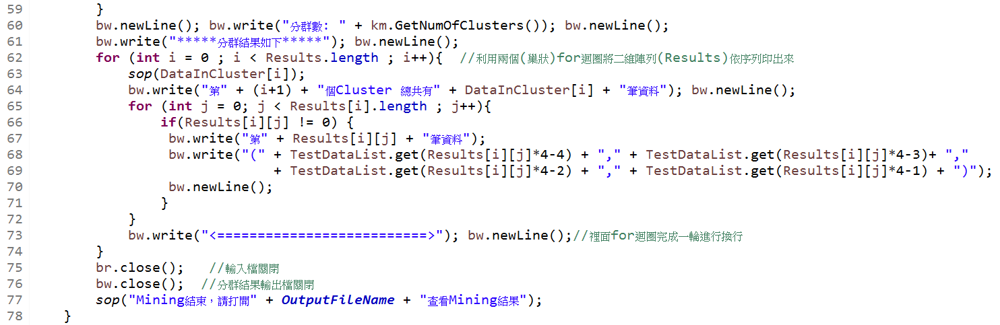 59        }
60        bw.newLine(); bw.write("分群數: " + km.GetNumOfClusters()); bw.newLine();
61        bw.write("*****分群結果如下*****"); bw.newLine();
62        for (int i = 0 ; i < Results.length ; i++){  //利用兩個(巢狀)for迴圈將二維陣列(Results)依序列印出來
63            sop(DataInCluster[i]);
64            bw.write("第" + (i+1) + "個Cluster 總共有" + DataInCluster[i] + "筆資料"); bw.newLine();
65            for (int j = 0; j < Results[i].length ; j++){
66                if(Results[i][j] != 0) {
67                 bw.write("第" + Results[i][j] + "筆資料");
68                 bw.write("(" + TestDataList.get(Results[i][j]*4-4) + "," + TestDataList.get(Results[i][j]*4-3)+ ","
69                              + TestDataList.get(Results[i][j]*4-2) + "," + TestDataList.get(Results[i][j]*4-1) + ")");
70                 bw.newLine();
71                }
72            }
73            bw.write("<==========================>"); bw.newLine();//裡面for迴圈完成一輪進行換行
74        }
75        br.close();   //輸入檔關閉
76        bw.close();  //分群結果輸出檔關閉
77        sop("Mining結束，請打開" + OutputFileName + "查看Mining結果");
78    }